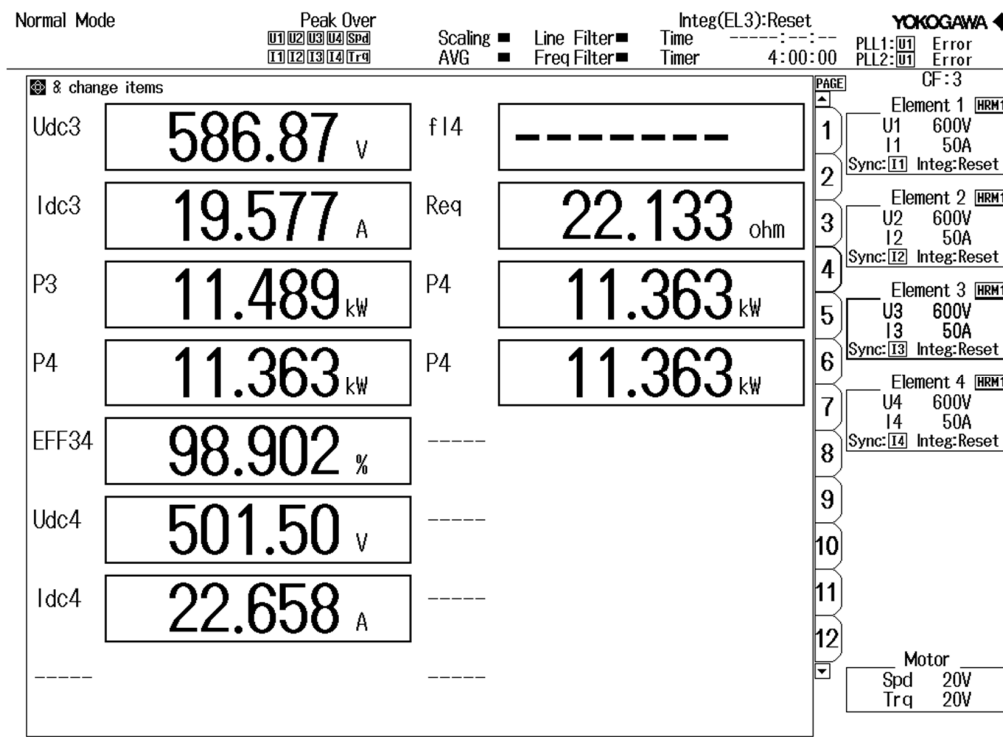 Normal Mode
Peak Over
U1 U2 U3 U4 Spd
I1 I2 I3 I4 Trq
Scaling
AVG
Line Filter
Freq Filter
Integ(EL3):Reset
Time -----:--:--
Timer 4:00:00
YOKOGAWA
PLL1: U1 Error
PLL2: U1 Error
8 change items
Udc3 586.87 V
Idc3 19.577 A
P3 11.489 kW
P4 11.363 kW
EFF34 98.902 %
Udc4 501.50 V
Idc4 22.658 A
-----
fI4 -------
Req 22.133 ohm
P4 11.363 kW
P4 11.363 kW
-----
-----
-----
-----
PAGE
1
2
3
4
5
6
7
8
9
10
11
12
CF:3
Element 1 HRM1
U1 600V
I1 50A
Sync: I1 Integ:Reset
Element 2 HRM1
U2 600V
I2 50A
Sync: I2 Integ:Reset
Element 3 HRM1
U3 600V
I3 50A
Sync: I3 Integ:Reset
Element 4 HRM1
U4 600V
I4 50A
Sync: I4 Integ:Reset
Motor
Spd 20V
Trq 20V